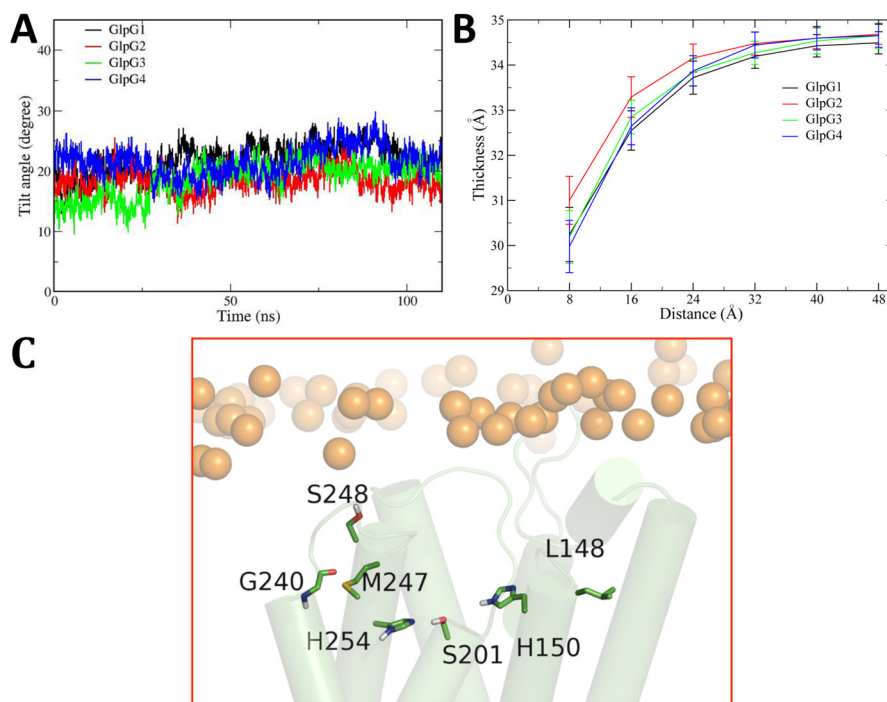 A
GlpG1
GlpG2
GlpG3
GlpG4
Tilt angle (degree)
40
30
20
10
0
0
50
100
Time (ns)
B
Thickness (Å)
35
34
33
32
31
30
29
GlpG1
GlpG2
GlpG3
GlpG4
0
8
16
24
32
40
48
Distance (Å)
C
S248
L148
G240
M247
H254
S201
H150